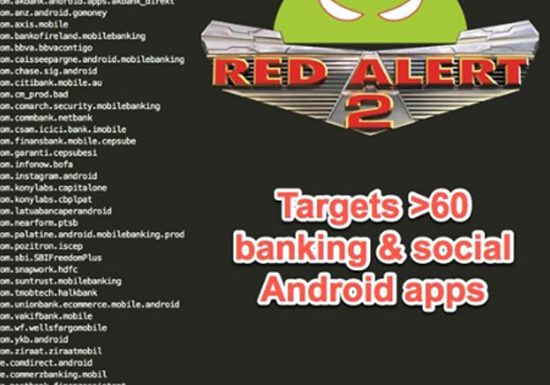 om.akbank.android.apps.akbank_direkt
om.anz.android.gomoney
om.axis.mobile
om.bankofireland.mobilebanking
om.bbva.bbvacontigo
om.caisseepargne.android.mobilebanking
om.chase.sig.android
om.citibank.mobile.au
om.cm_prod.bad
om.comarch.security.mobilebanking
om.commbank.netbank
om.csam.icici.bank.imobile
om.finansbank.mobile.cepsube
om.garanti.cepsubesi
om.infonow.bofa
om.instagram.android
om.konylabs.capitalone
om.konylabs.cbplpat
om.latuabancaperandroid
om.nearform.ptsb
om.palatine.android.mobilebanking.prod
om.pozitron.iscep
om.sbi.SBIFreedomPlus
om.snapwork.hdfc
om.suntrust.mobilebanking
om.tmobtech.halkbank
om.unionbank.ecommerce.mobile.android
om.vakifbank.mobile
om.wf.wellsfargomobile
om.ykb.android
om.ziraat.ziraatmobil
e.comdirect.android
e.commerzbanking.mobil
RED ALERT
2
Targets >60
banking & social
Android apps